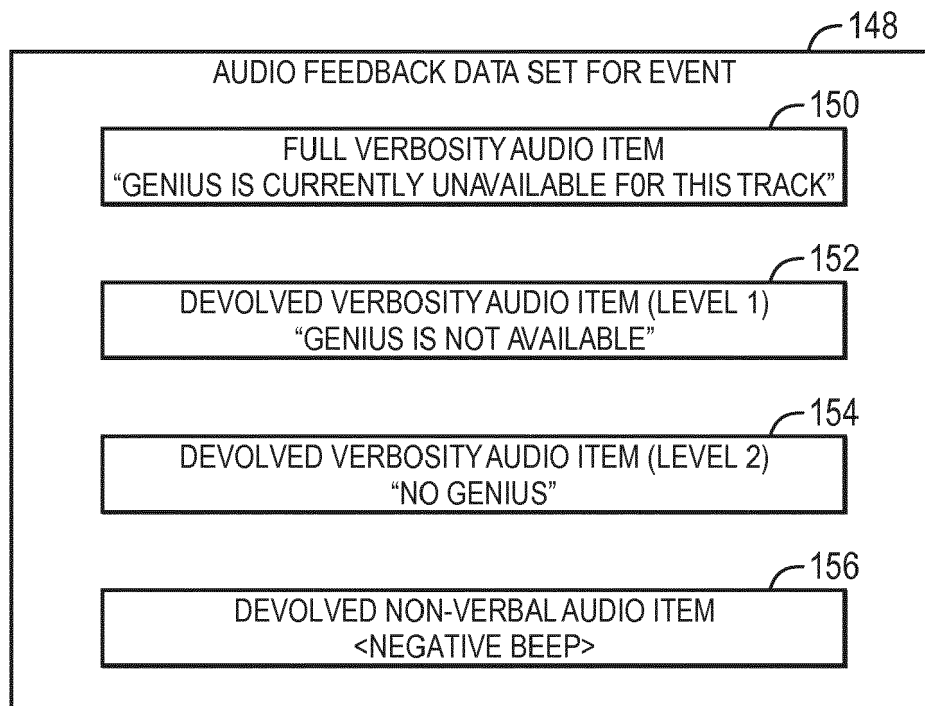 148
AUDIO FEEDBACK DATA SET FOR EVENT
150
FULL VERBOSITY AUDIO ITEM
“GENIUS IS CURRENTLY UNAVAILABLE FOR THIS TRACK”
152
DEVOLVED VERBOSITY AUDIO ITEM (LEVEL 1)
“GENIUS IS NOT AVAILABLE”
154
DEVOLVED VERBOSITY AUDIO ITEM (LEVEL 2)
“NO GENIUS”
156
DEVOLVED NON-VERBAL AUDIO ITEM
<NEGATIVE BEEP>